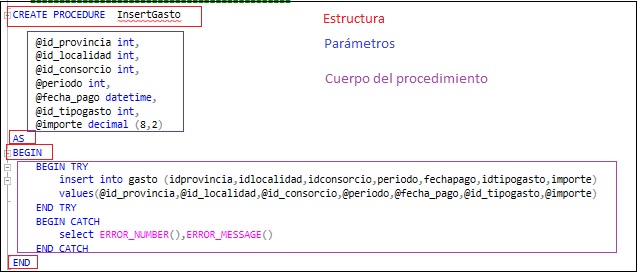 CREATE PROCEDURE InsertGasto
Estructura
Parámetros
Cuerpo del procedimiento
@id_provincia int,
@id_localidad int,
@id_consorcio int,
@periodo int,
@fecha_pago datetime,
@id_tipogasto int,
@importe decimal (8,2)
AS
BEGIN
BEGIN TRY
insert into gasto (idprovincia,idlocalidad,idconsorcio,periodo,fechapago,idtipogasto,importe)
values(@id_provincia,@id_localidad,@id_consorcio,@periodo,@fecha_pago,@id_tipogasto,@importe)
END TRY
BEGIN CATCH
select ERROR_NUMBER(),ERROR_MESSAGE()
END CATCH
END